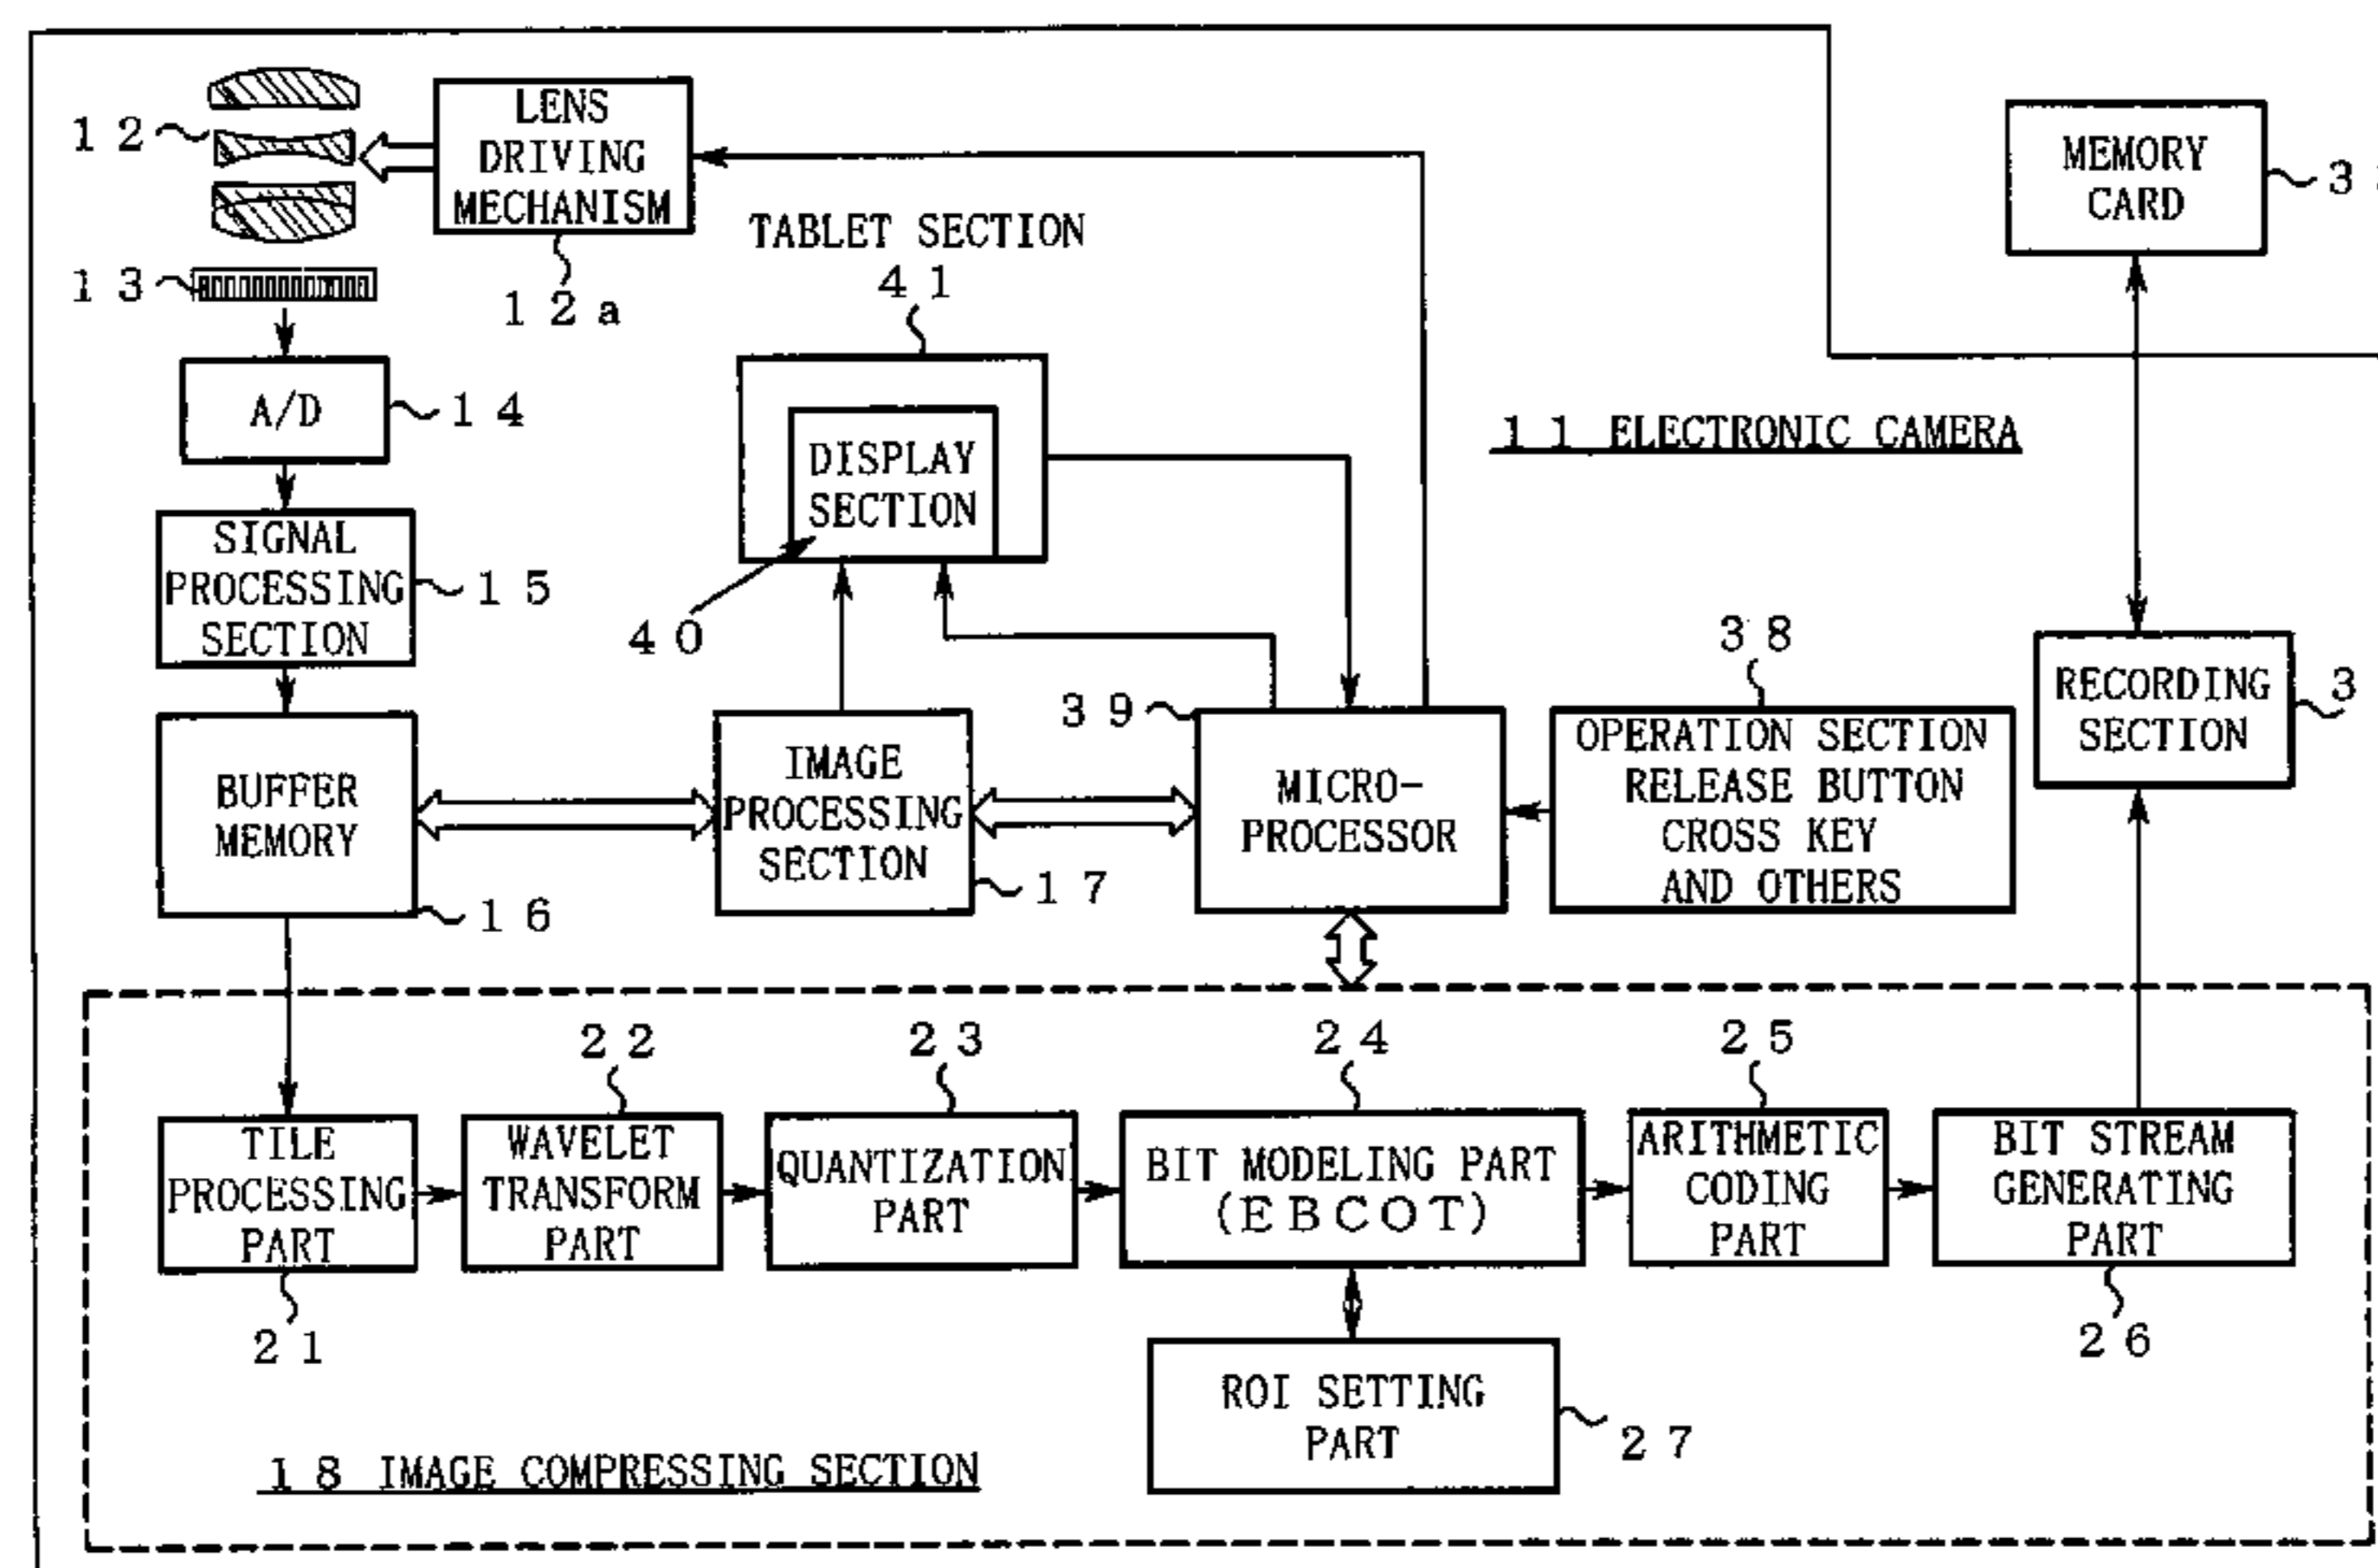 12
LENS
DRIVING
MECHANISM
12a
13
TABLET SECTION
41
MEMORY
CARD
A/D
14
11 ELECTRONIC CAMERA
DISPLAY
SECTION
40
SIGNAL
PROCESSING
SECTION
15
BUFFER
MEMORY
16
IMAGE
PROCESSING
SECTION
17
39
MICRO-
PROCESSOR
38
OPERATION SECTION
RELEASE BUTTON
CROSS KEY
AND OTHERS
RECORDING
SECTION
3
TILE
PROCESSING
PART
21
22
WAVELET
TRANSFORM
PART
23
QUANTIZATION
PART
24
BIT MODELING PART
(EBCOT)
25
ARITHMETIC
CODING
PART
BIT STREAM
GENERATING
PART
26
ROI SETTING
PART
27
18 IMAGE COMPRESSING SECTION